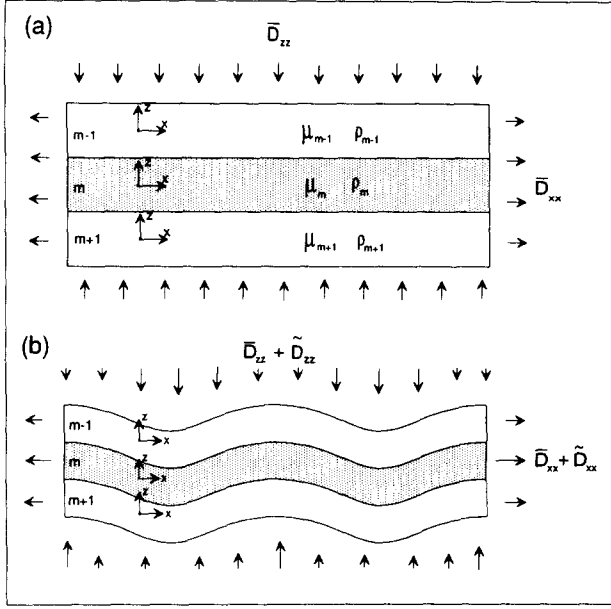 (a)
D̄zz
m-1
z
x
μm-1 ρm-1
m
z
x
μm ρm
D̄xx
m+1
z
x
μm+1 ρm+1
(b)
D̄zz + D̃zz
m-1
z
x
m
z
x
D̄xx + D̃xx
m+1
z
x